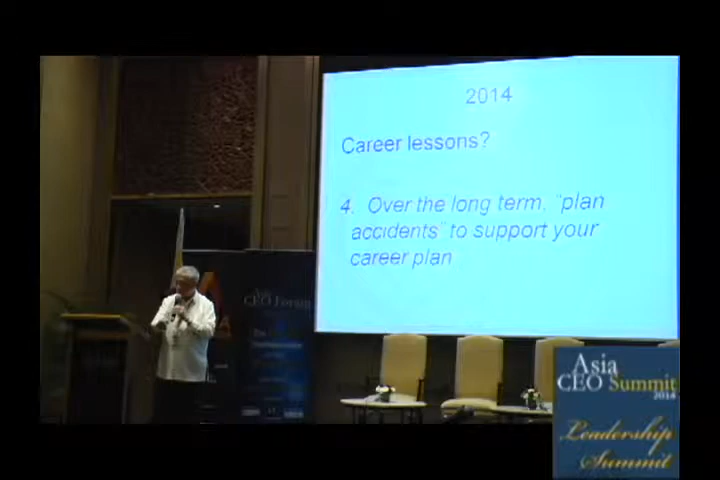 2014
Career lessons?
4. Over the long term, "plan
accidents" to support your
career plan
Asia
CEO Forum
Asia
CEO Summit
2014
Leadership
Summit